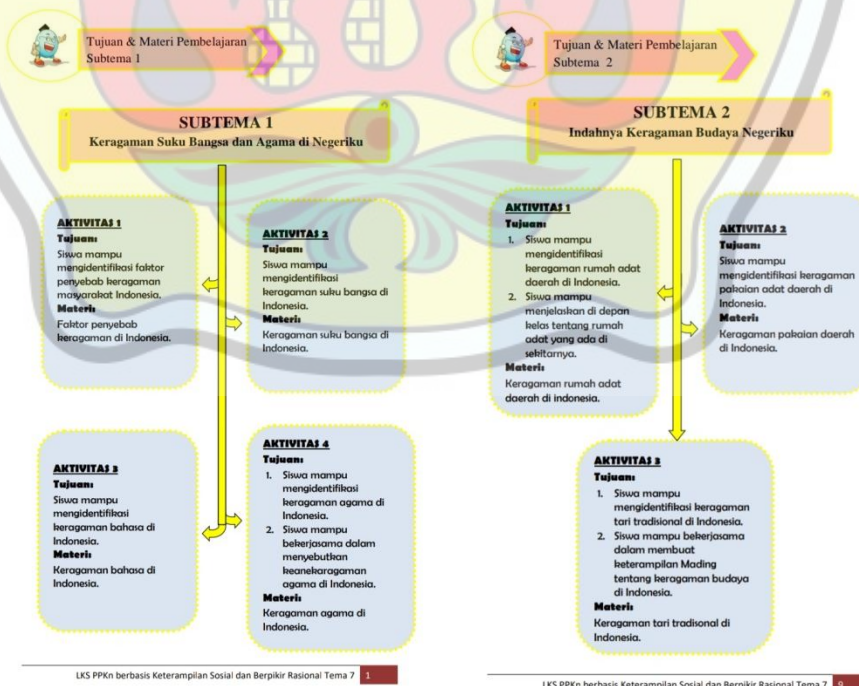 Tujuan & Materi Pembelajaran
Subtema 1
SUBTEMA 1
Keragaman Suku Bangsa dan Agama di Negeriku
AKTIVITAS 1
Tujuan:
Siswa mampu
mengidentifikasi faktor
penyebab keragaman
masyarakat Indonesia.
Materi:
Faktor penyebab
keragaman di Indonesia.
AKTIVITAS 2
Tujuan:
Siswa mampu
mengidentifikasi
keragaman suku bangsa di
Indonesia.
Materi:
Keragaman suku bangsa di
Indonesia.
AKTIVITAS 3
Tujuan:
Siswa mampu
mengidentifikasi
keragaman bahasa di
Indonesia.
Materi:
Keragaman bahasa di
Indonesia.
AKTIVITAS 4
Tujuan:
1. Siswa mampu
mengidentifikasi
keragaman agama di
Indonesia.
2. Siswa mampu
bekerjasama dalam
menyebutkan
keanekaragaman
agama di Indonesia.
Materi:
Keragaman agama di
Indonesia.
LKS PPKn berbasis Keterampilan Sosial dan Berpikir Rasional Tema 7 1
Tujuan & Materi Pembelajaran
Subtema 2
SUBTEMA 2
Indahnya Keragaman Budaya Negeriku
AKTIVITAS 1
Tujuan:
1. Siswa mampu
mengidentifikasi
keragaman rumah adat
daerah di Indonesia.
2. Siswa mampu
menjelaskan di depan
kelas tentang rumah
adat yang ada di
sekitarnya.
Materi:
Keragaman rumah adat
daerah di indonesia.
AKTIVITAS 2
Tujuan:
Siswa mampu
mengidentifikasi keragaman
pakaian adat daerah di
Indonesia.
Materi:
Keragaman pakaian daerah
di Indonesia.
AKTIVITAS 3
Tujuan:
1. Siswa mampu
mengidentifikasi keragaman
tari tradisional di Indonesia.
2. Siswa mampu bekerjasama
dalam membuat
keterampilan Mading
tentang keragaman budaya
di Indonesia.
Materi:
Keragaman tari tradisonal di
Indonesia.
LKS PPKn berbasis Keterampilan Sosial dan Berpikir Rasional Tema 7 9